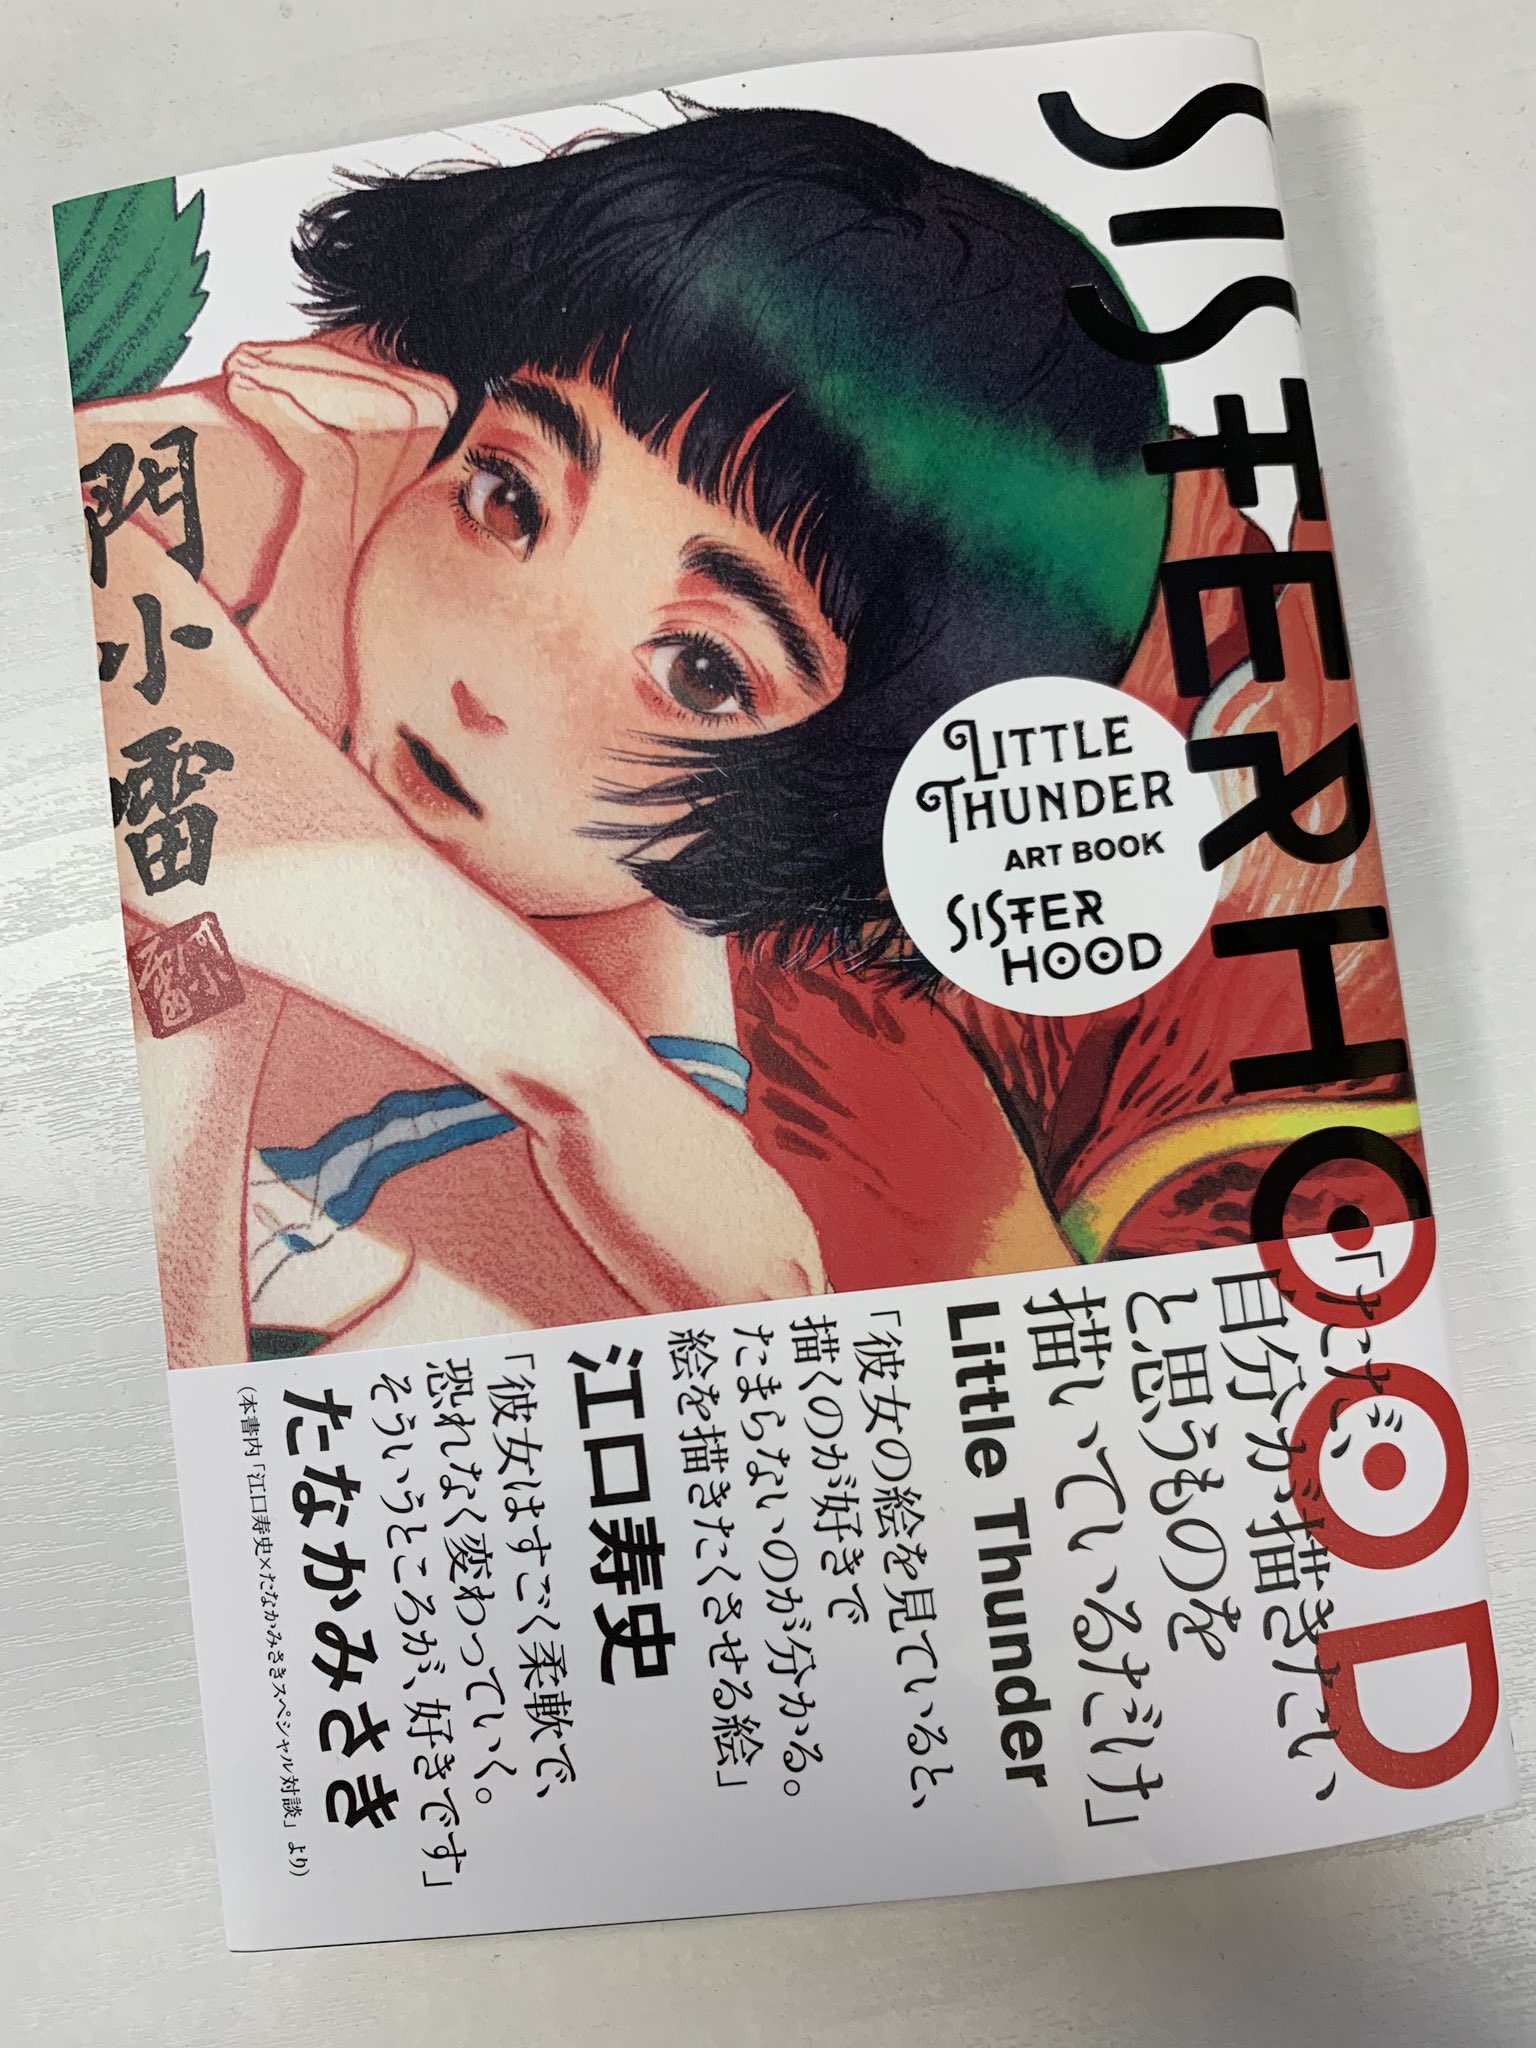 SISTERHOOD
LITTLE
THUNDER
ART BOOK
SISTER
HOOD
門小雷
「ただ、
自分が描きたい
と思うものを
描いているだけ」
Little Thunder
「彼女の絵を見ていると、
描くのが好きで
たまらないのが分かる。
絵を描きたくさせる絵」
江口寿史
「彼女はすごく柔軟で、
恐れなく変わっていく。
そういうところが、好きです」
たなかみさき
(本書内「江口寿史×たなかみさきスペシャル対談」より)